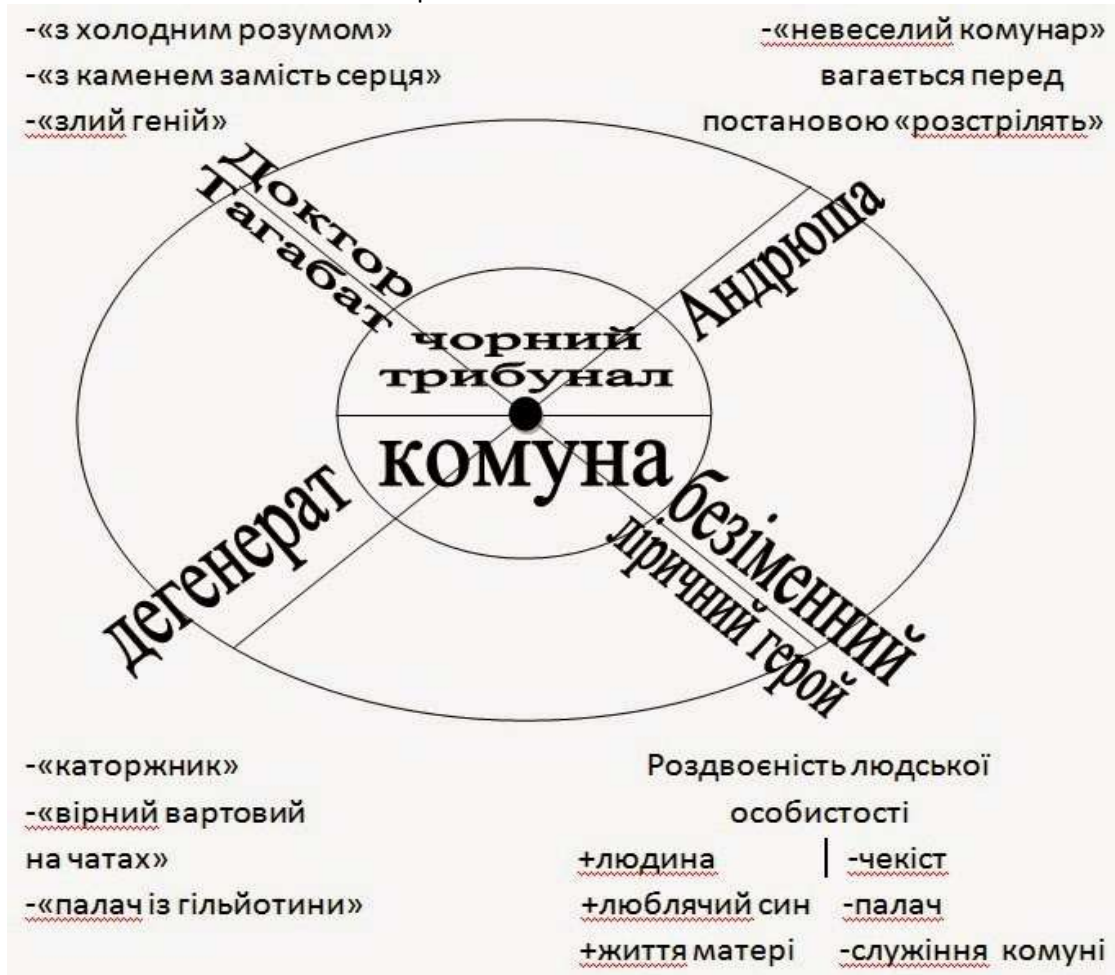 -«з холодним розумом»
-«з каменем замість серця»
-«злий геній»
-«невеселий комунар»
вагається перед
постановою «розстрілять»
Доктор
Тагабат
Андрюша
чорний
трибунал
комуна
дегенерат
безіменний
ліричний герой
-«каторжник»
-«вірний вартовий
на чатах»
-«палач із гільйотини»
Роздвоєність людської
особистості
+людина | -чекіст
+люблячий син -палач
+життя матері -служіння комуні